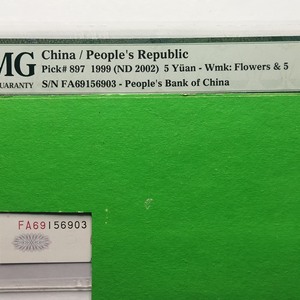 MG China / People's Republic
Pick# 897 1999 (ND 2002) 5 Yüan - Wmk: Flowers & 5
UARANTY S/N FA69156903 - People's Bank of China
FA69156903